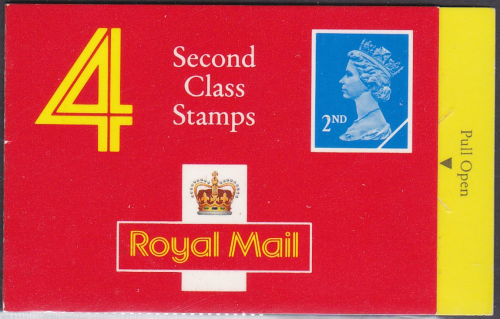 4
Second
Class
Stamps
2ND
Pull Open
Royal Mail